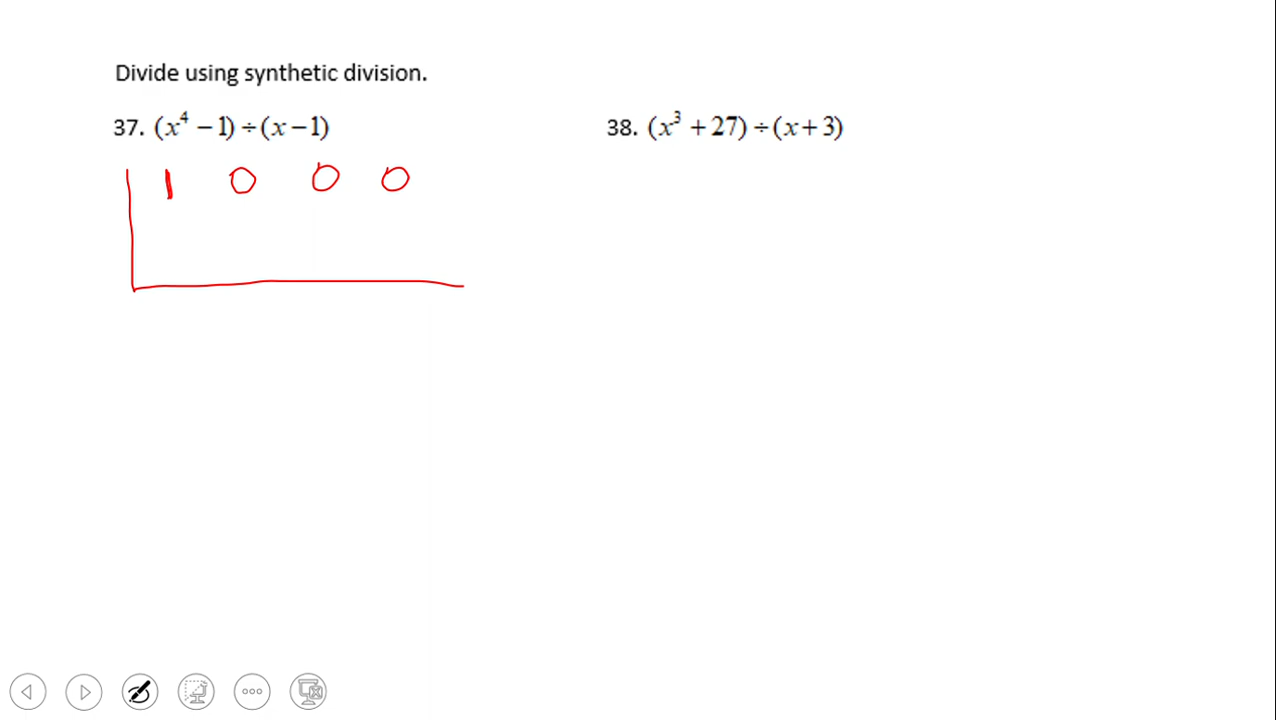 Divide using synthetic division.
37. (x⁴ − 1) ÷ (x − 1)
38. (x³ + 27) ÷ (x + 3)
1 0 0 0